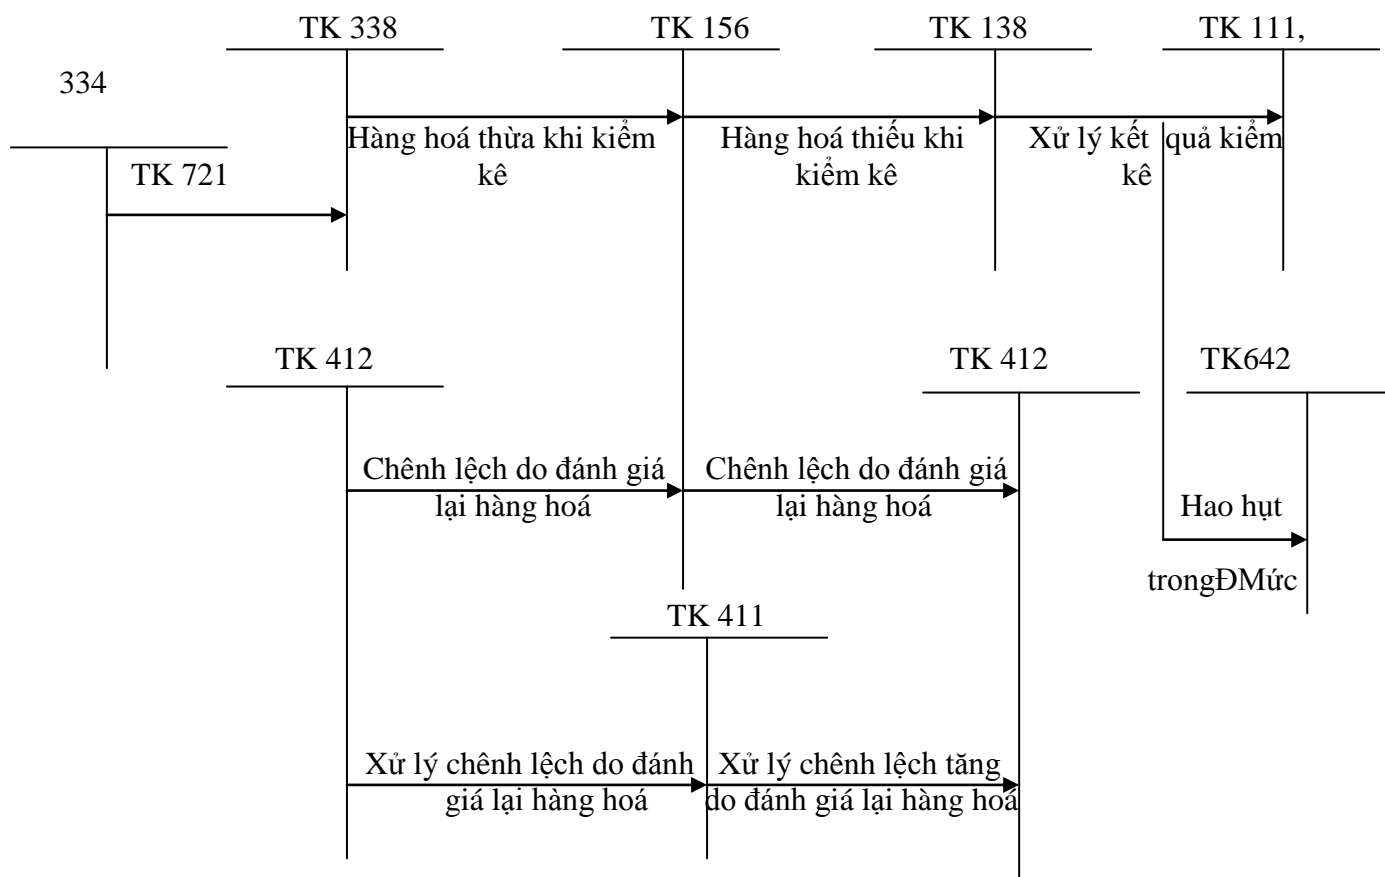 TK 338
TK 156
TK 138
TK 111,
334
Hàng hoá thừa khi kiểm
kê
Hàng hoá thiếu khi
kiểm kê
Xử lý kết quả kiểm
kê
TK 721
TK 412
TK 412
TK642
Chênh lệch do đánh giá
lại hàng hoá
Chênh lệch do đánh giá
lại hàng hoá
Hao hụt
trongĐMức
TK 411
Xử lý chênh lệch do đánh
giá lại hàng hoá
Xử lý chênh lệch tăng
do đánh giá lại hàng hoá